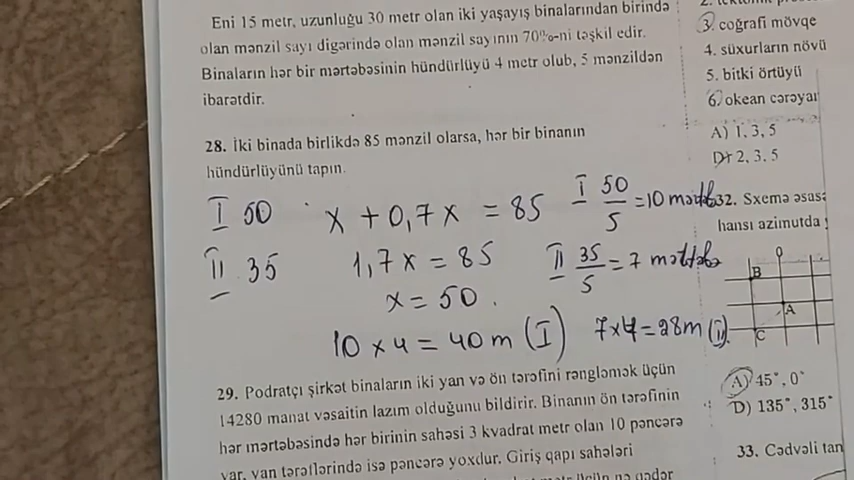 Eni 15 metr, uzunluğu 30 metr olan iki yaşayış binalarından birində
olan mənzil sayı digərində olan mənzil sayının 70%-ni təşkil edir.
Binaların hər bir mərtəbəsinin hündürlüyü 4 metr olub, 5 mənzildən
ibarətdir.
28. İki binada birlikdə 85 mənzil olarsa, hər bir binanın
hündürlüyünü tapın.
I 50
II 35
x + 0,7x = 85
1,7x = 85
x = 50.
I 50/5 = 10 mərtəb
II 35/5 = 7 mərtəbə
10 x 4 = 40 m (I)
7x4 = 28m (II).
29. Podratçı şirkət binaların iki yan və ön tərəfini rəngləmək üçün
14280 manat vəsaitin lazım olduğunu bildirir. Binanın ön tərəfinin
hər mərtəbəsində hər birinin sahəsi 3 kvadrat metr olan 10 pəncərə
var, yan tərəflərində isə pəncərə yoxdur. Giriş qapı sahələri
üçün nə qədər
3. coğrafi mövqe
4. süxurların növü
5. bitki örtüyü
6. okean cərəyan
A) 1, 3, 5
D) 2, 3, 5
32. Sxemə əsasə
hansı azimutda
B
A
C
A) 45°, 0°
D) 135°, 315°
33. Cədvəli tan